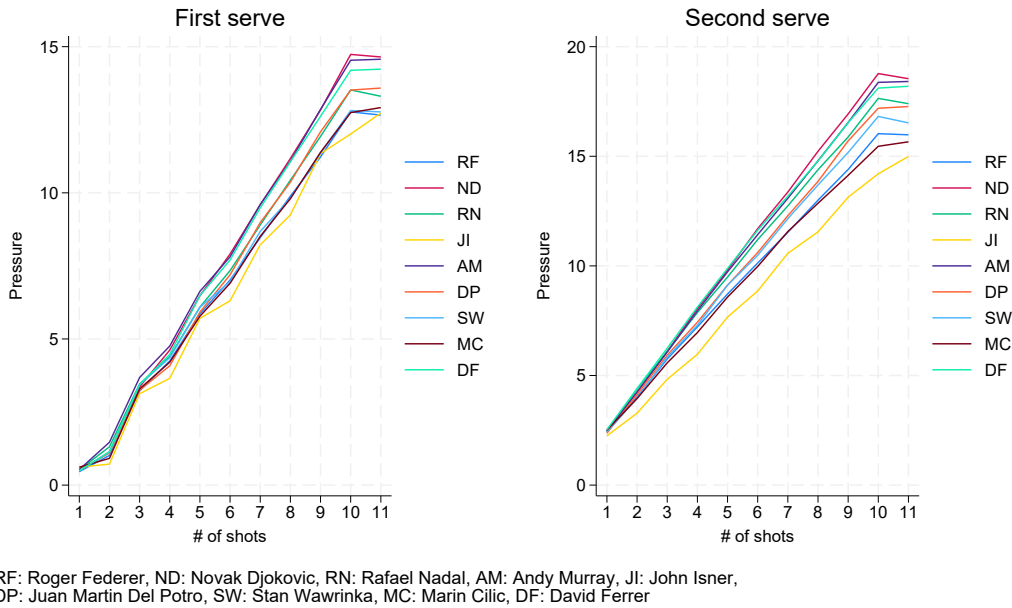 First serve
Second serve
15
10
5
0
Pressure
1 2 3 4 5 6 7 8 9 10 11
# of shots
RF
ND
RN
JI
AM
DP
SW
MC
DF
20
15
10
5
0
Pressure
1 2 3 4 5 6 7 8 9 10 11
# of shots
RF
ND
RN
JI
AM
DP
SW
MC
DF
RF: Roger Federer, ND: Novak Djokovic, RN: Rafael Nadal, AM: Andy Murray, JI: John Isner,
DP: Juan Martin Del Potro, SW: Stan Wawrinka, MC: Marin Cilic, DF: David Ferrer